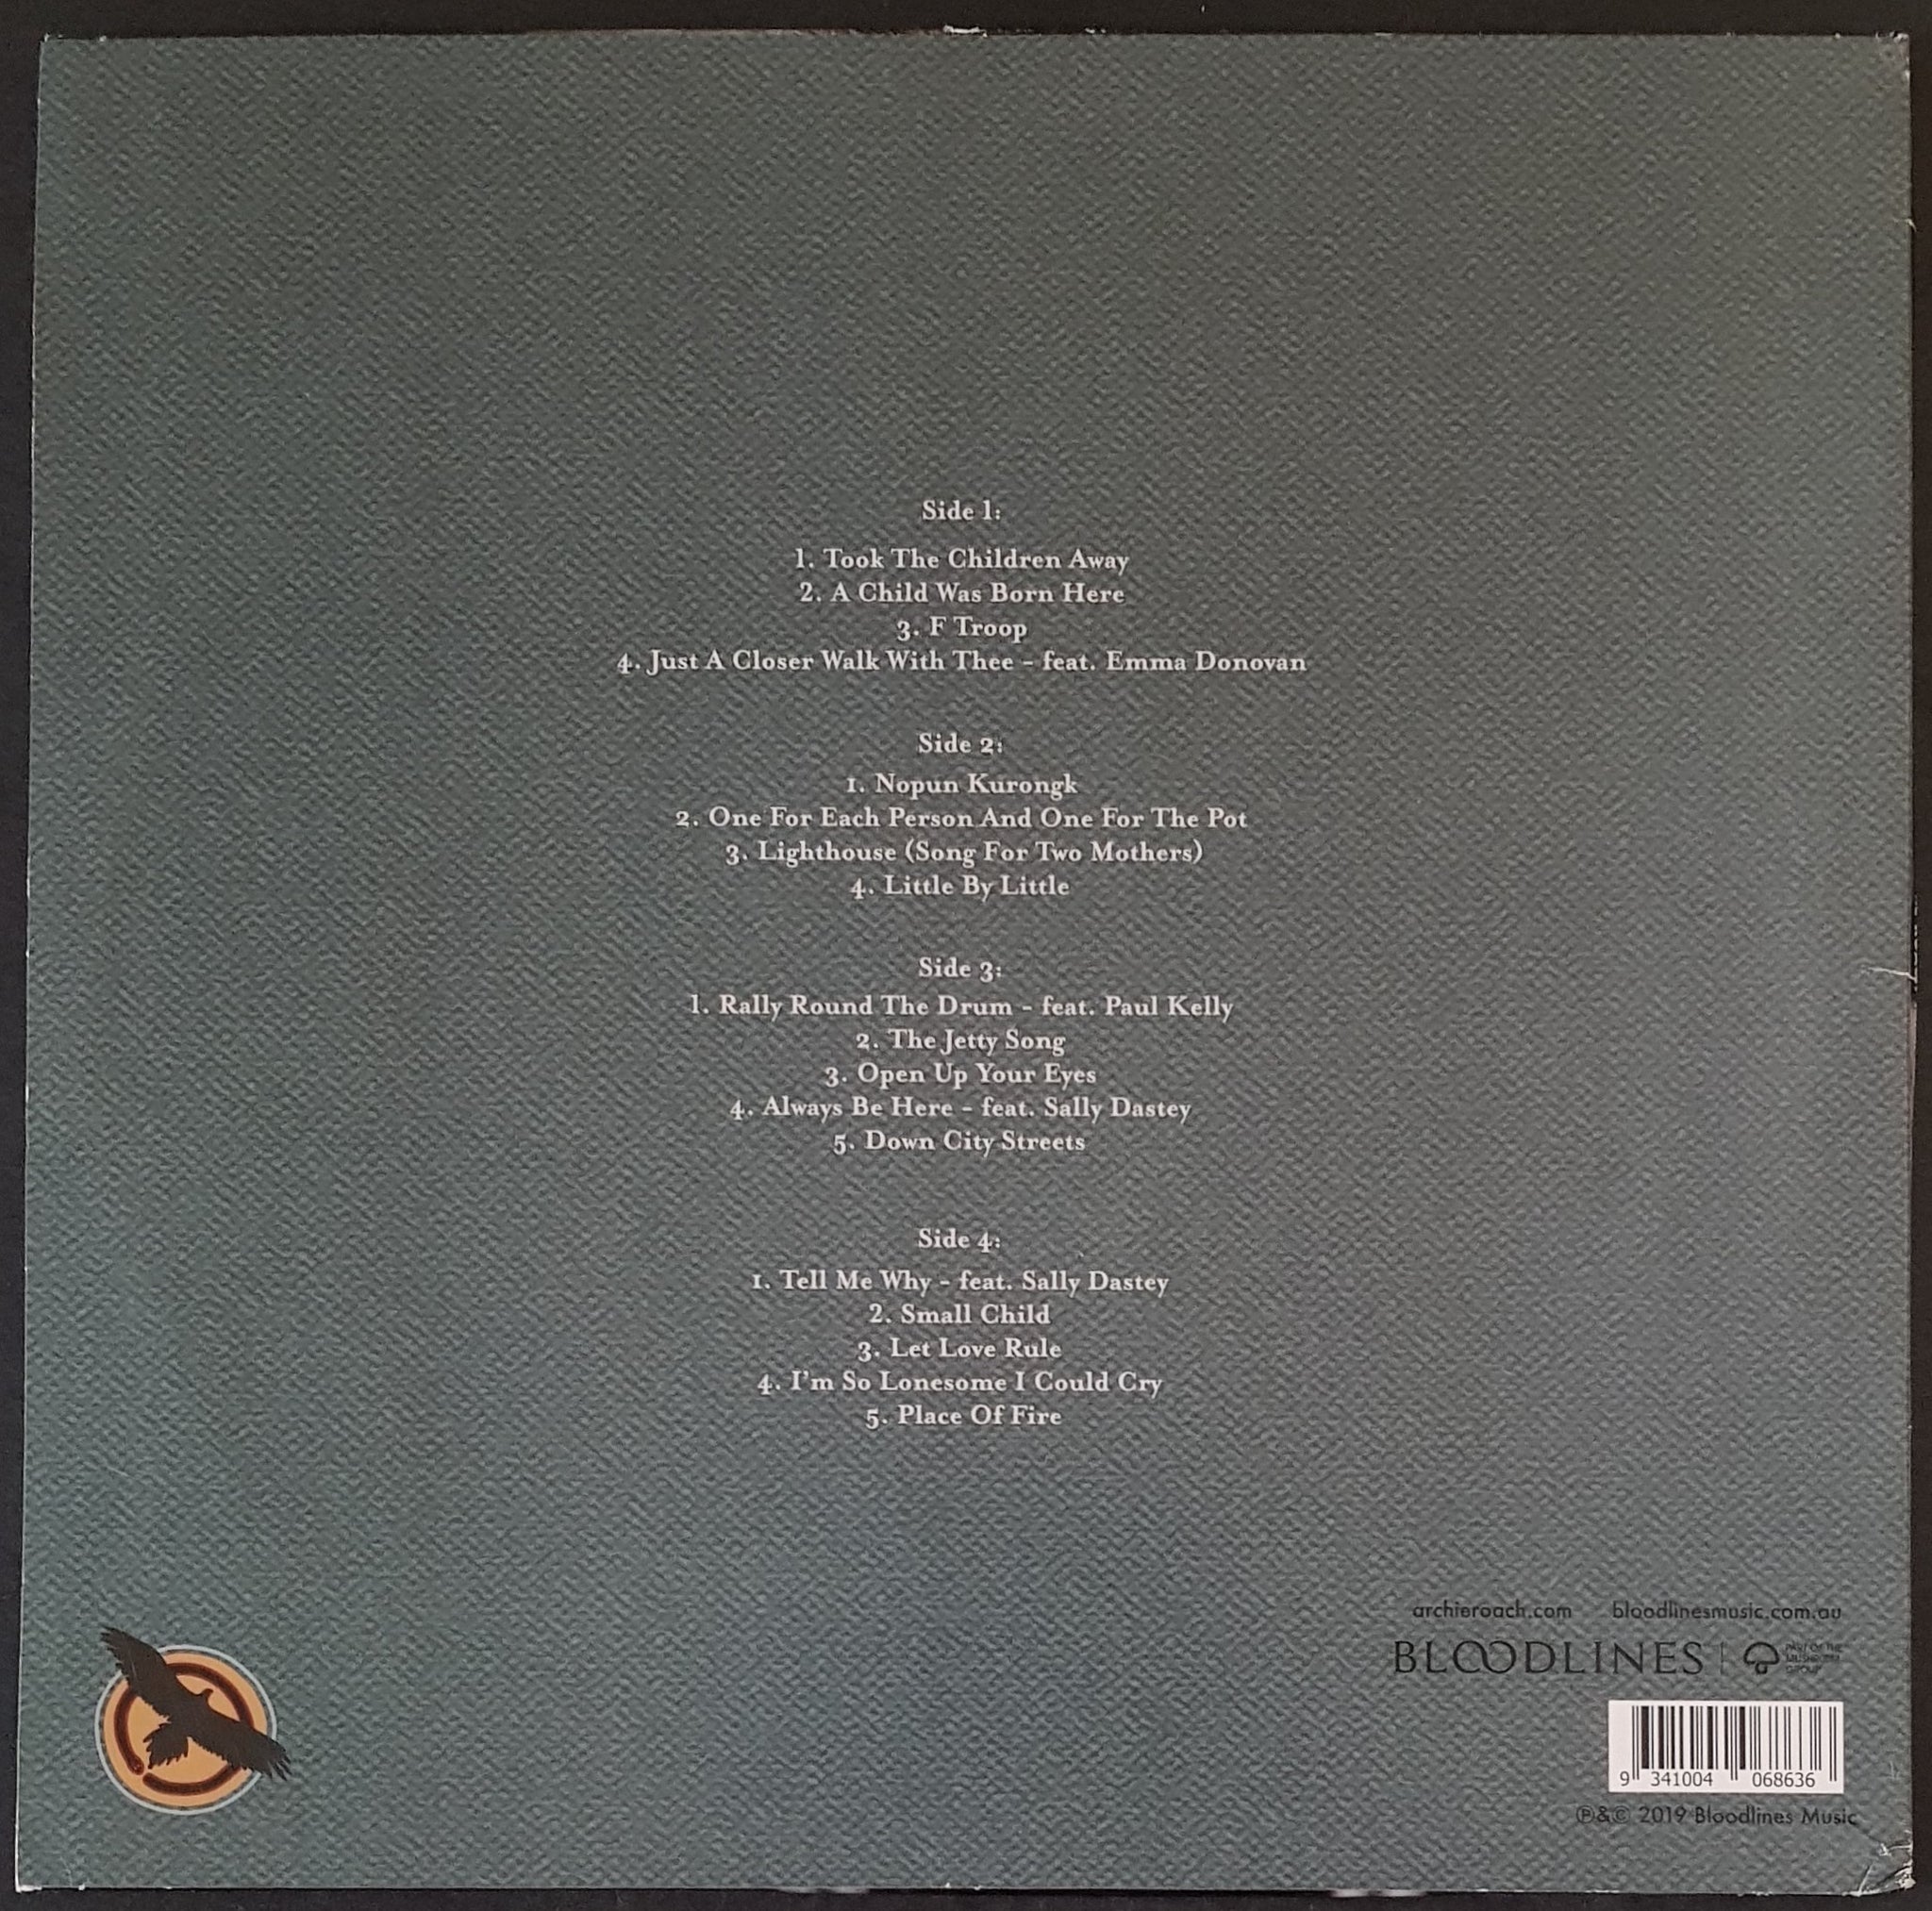 Side 1:
1. Took The Children Away
2. A Child Was Born Here
3. F Troop
4. Just A Closer Walk With Thee - feat. Emma Donovan
Side 2:
1. Nopun Kurongk
2. One For Each Person And One For The Pot
3. Lighthouse (Song For Two Mothers)
4. Little By Little
Side 3:
1. Rally Round The Drum - feat. Paul Kelly
2. The Jetty Song
3. Open Up Your Eyes
4. Always Be Here - feat. Sally Dastey
5. Down City Streets
Side 4:
1. Tell Me Why - feat. Sally Dastey
2. Small Child
3. Let Love Rule
4. I'm So Lonesome I Could Cry
5. Place Of Fire
archieroach.com bloodlinesmusic.com.au
BLOODLINES
PART OF THE
MUSHROOM
GROUP
9 341004 068636
℗&© 2019 Bloodlines Music